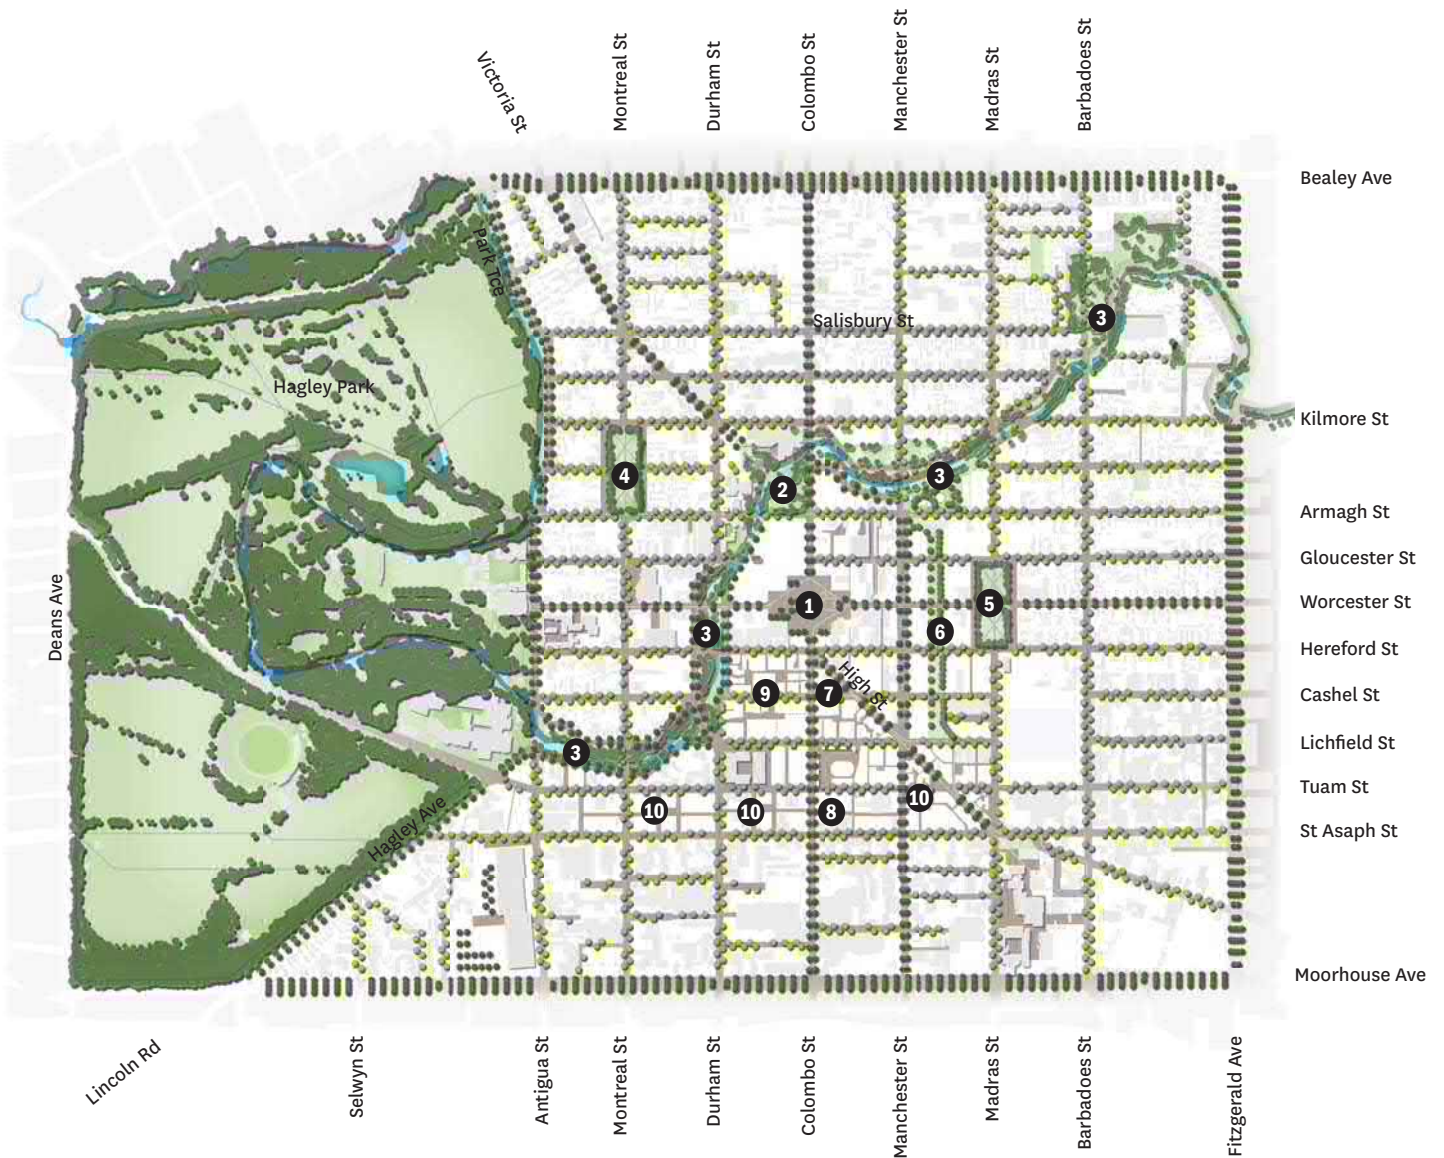 Victoria St
Montreal St
Durham St
Colombo St
Manchester St
Madras St
Barbadoes St
Bealey Ave
Park Tce
3
Salisbury St
Hagley Park
Kilmore St
4
2
3
Armagh St
Gloucester St
Deans Ave
1
5
Worcester St
3
6
Hereford St
9
7
High St
Cashel St
3
Lichfield St
Tuam St
10
10
8
10
Hagley Ave
St Asaph St
Moorhouse Ave
Lincoln Rd
Selwyn St
Antigua St
Montreal St
Durham St
Colombo St
Manchester St
Madras St
Barbadoes St
Fitzgerald Ave